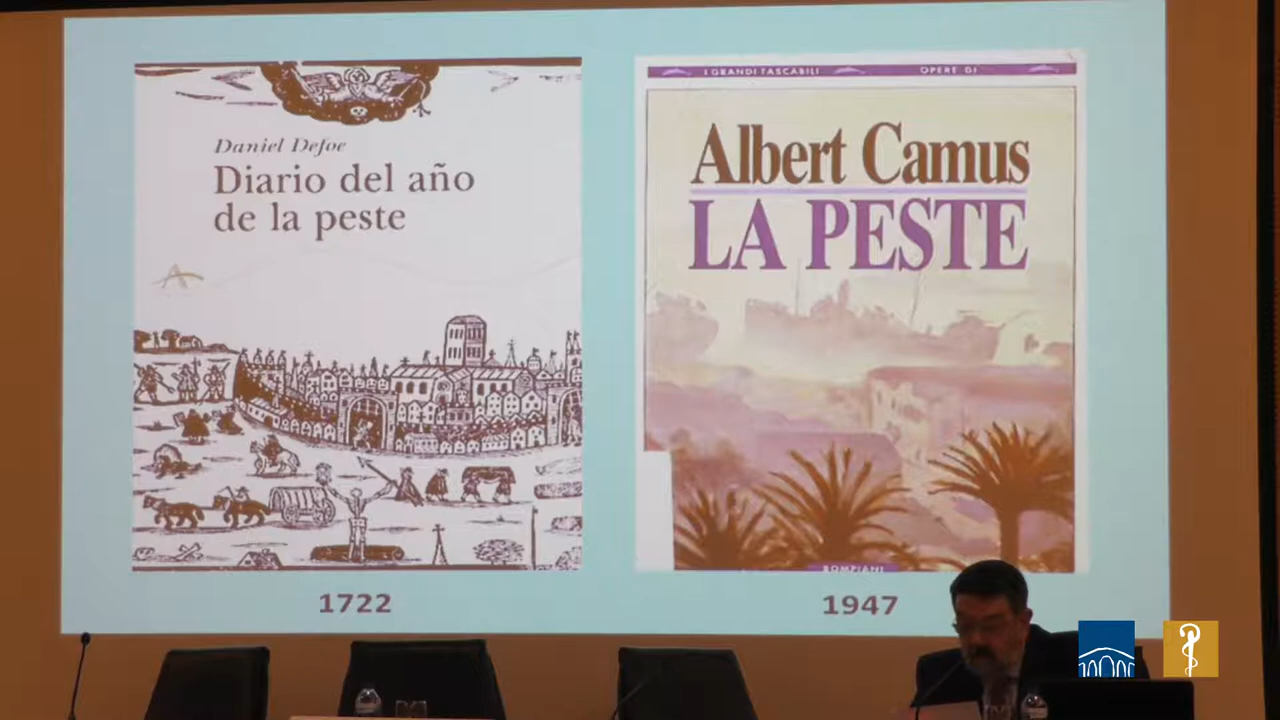 Daniel Defoe
Diario del año
de la peste
1722
I GRANDI TASCABILI
OPERE DI
Albert Camus
LA PESTE
BOMPIANI
1947